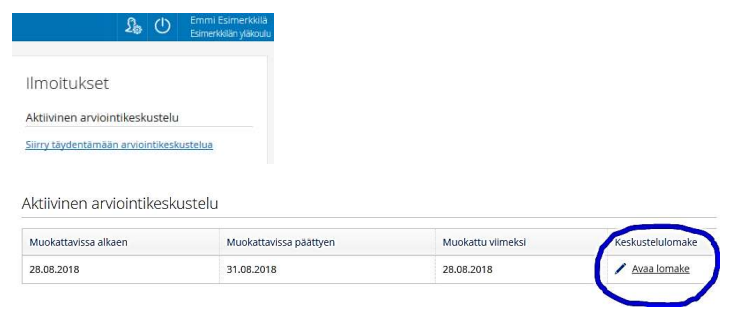 Emmi Esimerkkilä
Esimerkkilän yläkoulu
Ilmoitukset
Aktiivinen arviointikeskustelu
Siirry täydentämään arviointikeskustelua
Aktiivinen arviointikeskustelu
Muokattavissa alkaen Muokattavissa päättyen Muokattu viimeksi Keskustelulomake
28.08.2018 31.08.2018 28.08.2018 Avaa lomake